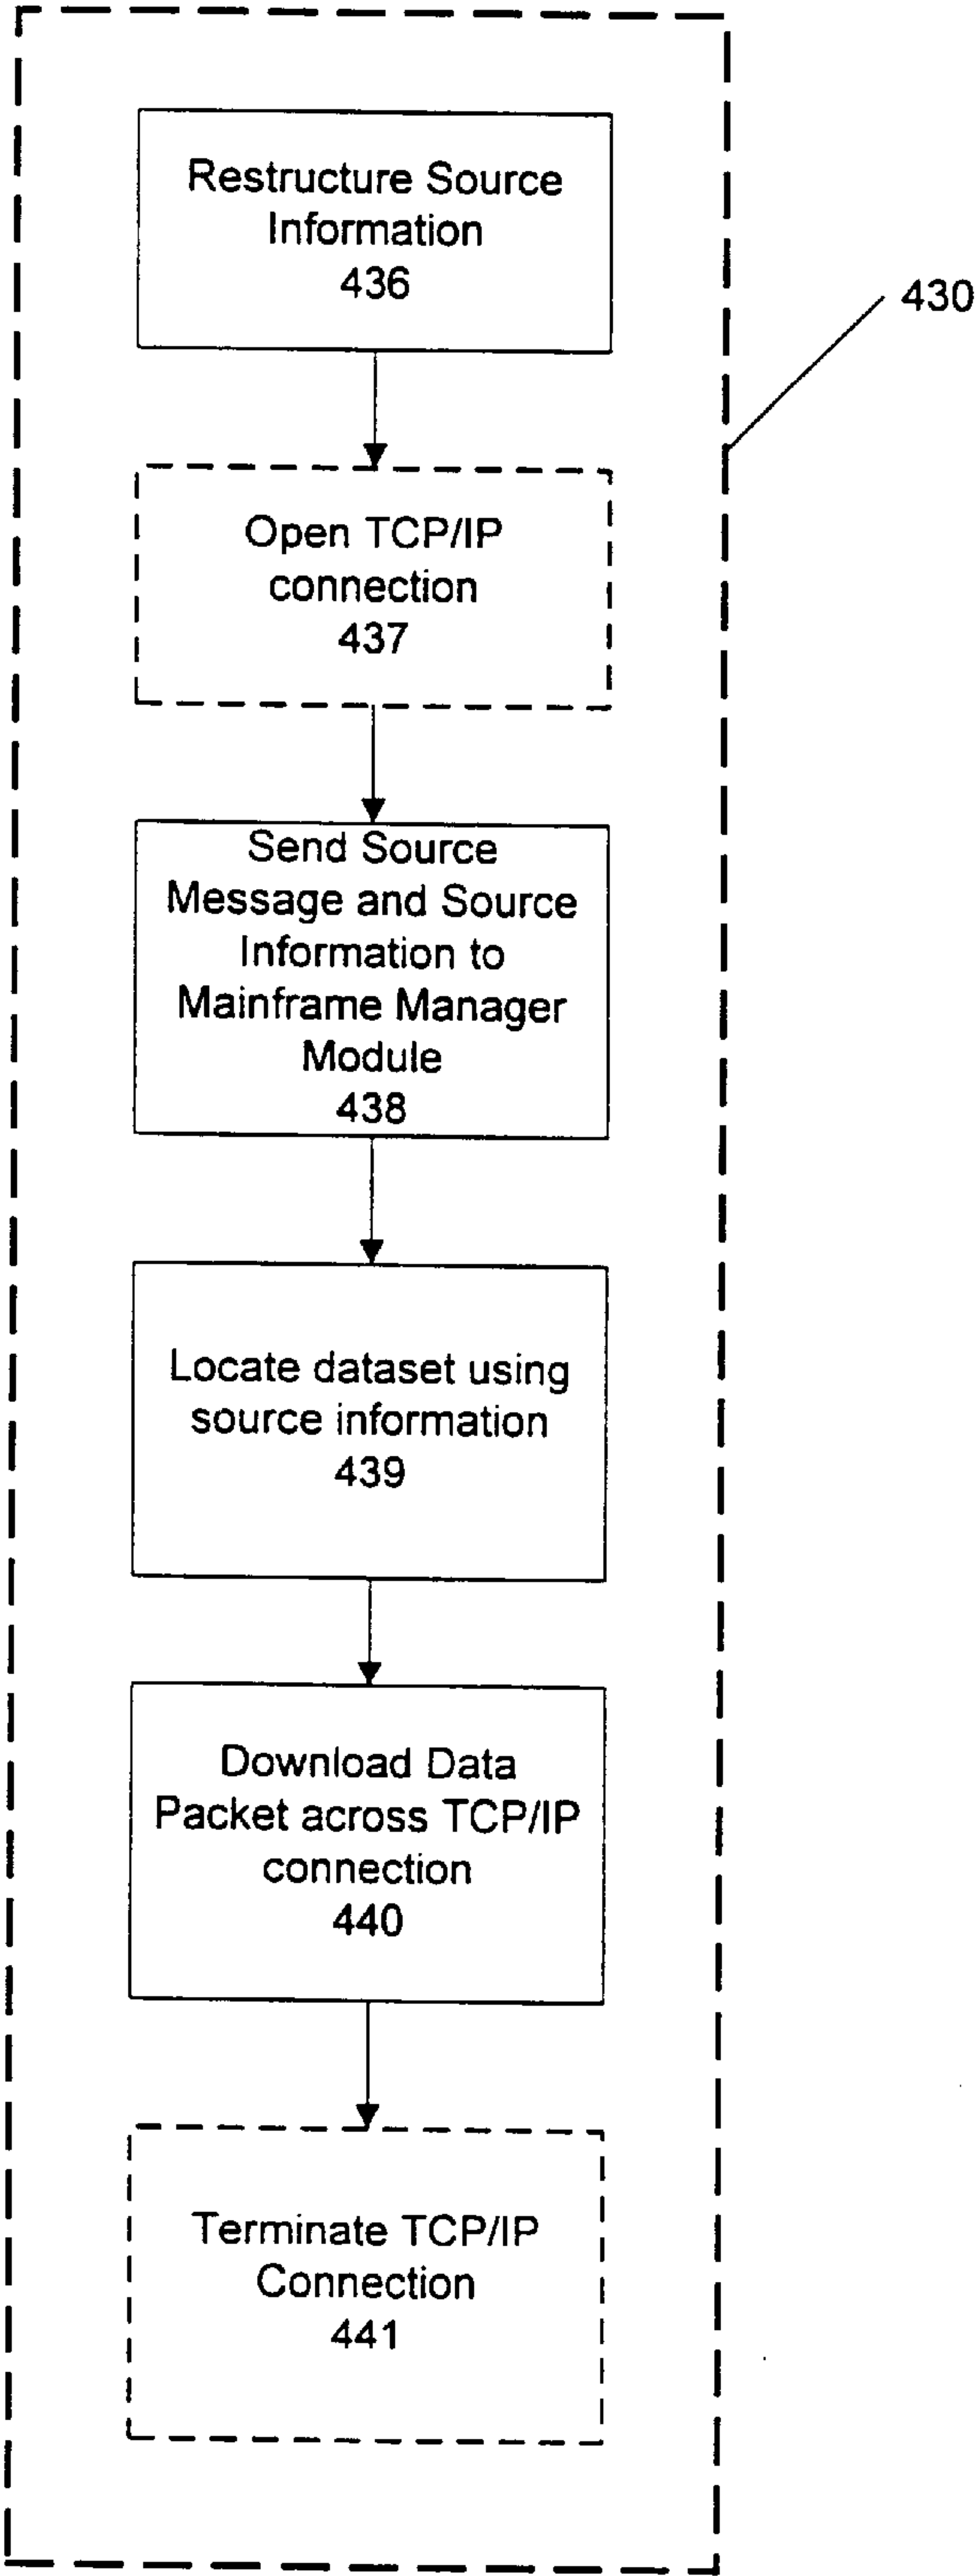 Restructure Source
Information
436
430
Open TCP/IP
connection
437
Send Source
Message and Source
Information to
Mainframe Manager
Module
438
Locate dataset using
source information
439
Download Data
Packet across TCP/IP
connection
440
Terminate TCP/IP
Connection
441